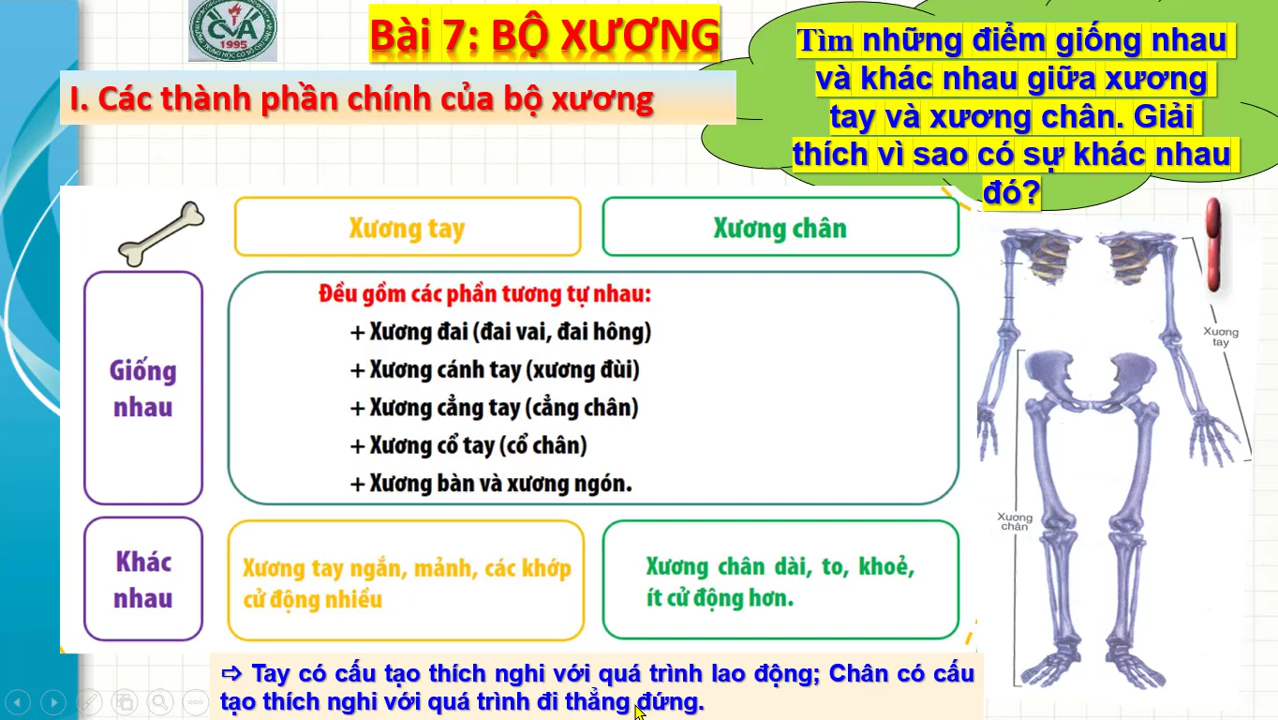 CVA
1995
Bài 7: BỘ XƯƠNG
I. Các thành phần chính của bộ xương
Tìm những điểm giống nhau
và khác nhau giữa xương
tay và xương chân. Giải
thích vì sao có sự khác nhau
đó?
Xương tay
Xương chân
Giống
nhau
Đều gồm các phần tương tự nhau:
+ Xương đai (đai vai, đai hông)
+ Xương cánh tay (xương đùi)
+ Xương cẳng tay (cẳng chân)
+ Xương cổ tay (cổ chân)
+ Xương bàn và xương ngón.
Khác
nhau
Xương tay ngắn, mảnh, các khớp
cử động nhiều
Xương chân dài, to, khoẻ,
ít cử động hơn.
Xương
tay
Xương
chân
⇨ Tay có cấu tạo thích nghi với quá trình lao động; Chân có cấu
tạo thích nghi với quá trình đi thẳng đứng.